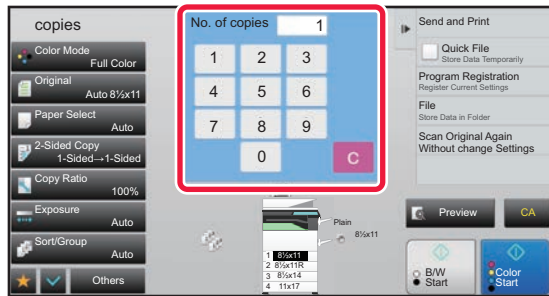 copies
Color Mode
Full Color
Original
Auto 8½x11
Paper Select
Auto
2-Sided Copy
1-Sided→1-Sided
Copy Ratio
100%
Exposure
Auto
Sort/Group
Auto
Others
No. of copies 1
1 2 3
4 5 6
7 8 9
0 C
Plain
8½x11
1 8½x11
2 8½x11R
3 8½x14
4 11x17
Send and Print
Quick File
Store Data Temporarily
Program Registration
Register Current Settings
File
Store Data in Folder
Scan Original Again
Without change Settings
Preview CA
B/W
Start
Color
Start